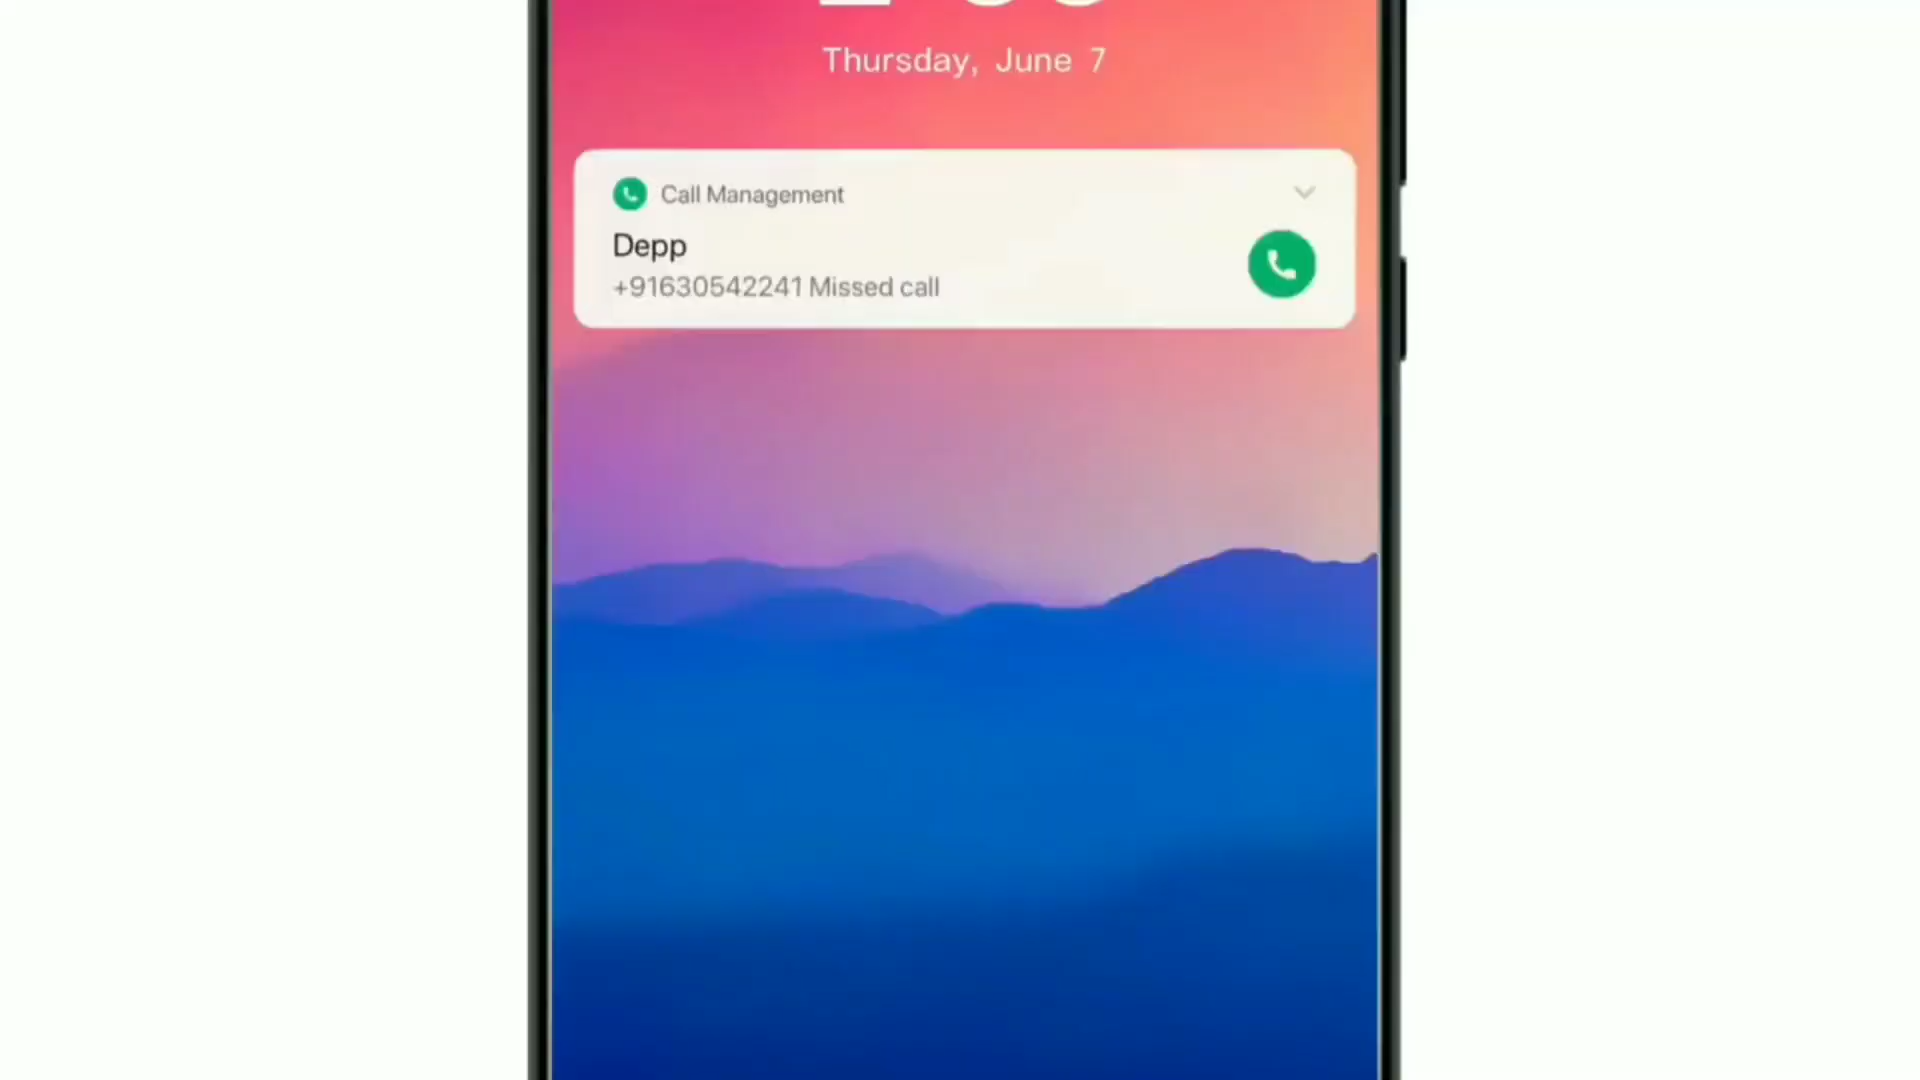 Thursday, June 7
Call Management
Depp
+91630542241 Missed call